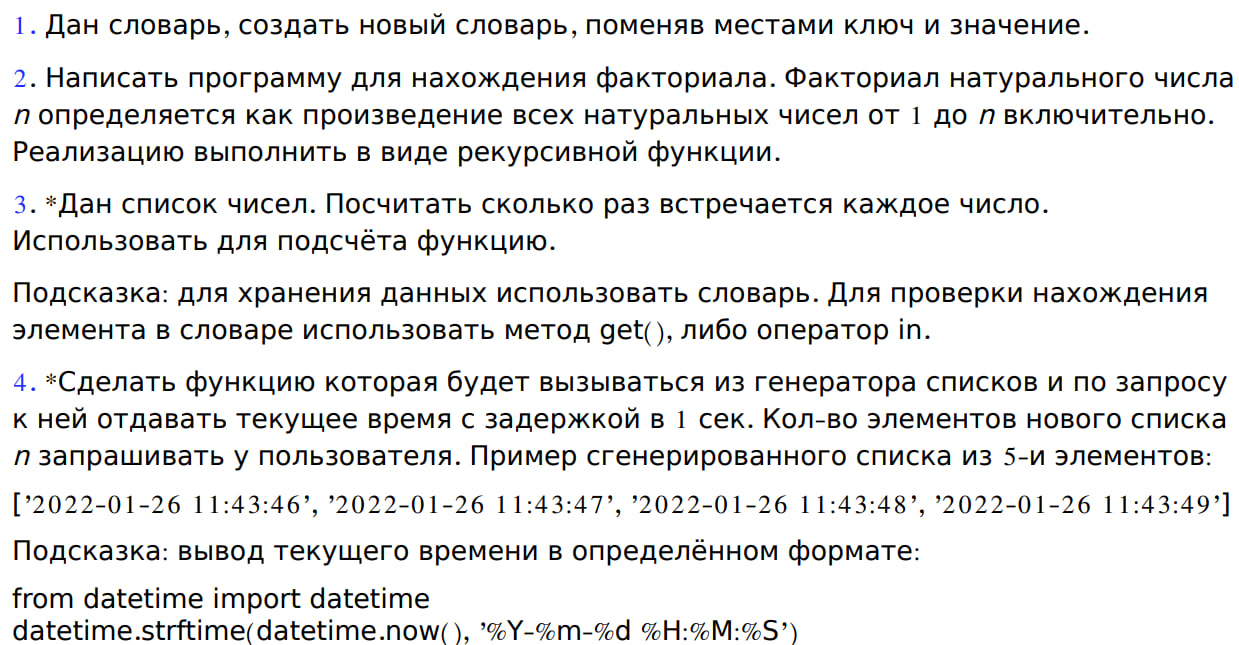 1. Дан словарь, создать новый словарь, поменяв местами ключ и значение.
2. Написать программу для нахождения факториала. Факториал натурального числа
n определяется как произведение всех натуральных чисел от 1 до n включительно.
Реализацию выполнить в виде рекурсивной функции.
3. *Дан список чисел. Посчитать сколько раз встречается каждое число.
Использовать для подсчёта функцию.
Подсказка: для хранения данных использовать словарь. Для проверки нахождения
элемента в словаре использовать метод get(), либо оператор in.
4. *Сделать функцию которая будет вызываться из генератора списков и по запросу
к ней отдавать текущее время с задержкой в 1 сек. Кол-во элементов нового списка
n запрашивать у пользователя. Пример сгенерированного списка из 5-и элементов:
[’2022-01-26 11:43:46’, ’2022-01-26 11:43:47’, ’2022-01-26 11:43:48’, ’2022-01-26 11:43:49’]
Подсказка: вывод текущего времени в определённом формате:
from datetime import datetime
datetime.strftime(datetime.now(), ’%Y-%m-%d %H:%M:%S’)